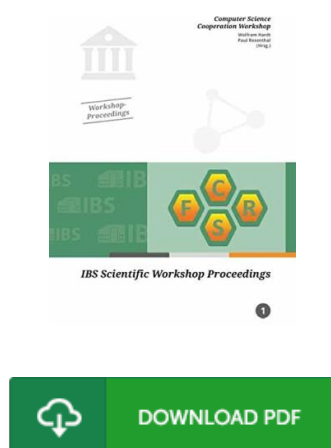 Computer Science
Cooperation Workshop
Wolfram Hardt
Paul Rosenthal
(Hrsg.)
Workshop-
Proceedings
IBS
IBS
IBS
IBS
IBS
C
F
R
S
IBS Scientific Workshop Proceedings
1
DOWNLOAD PDF